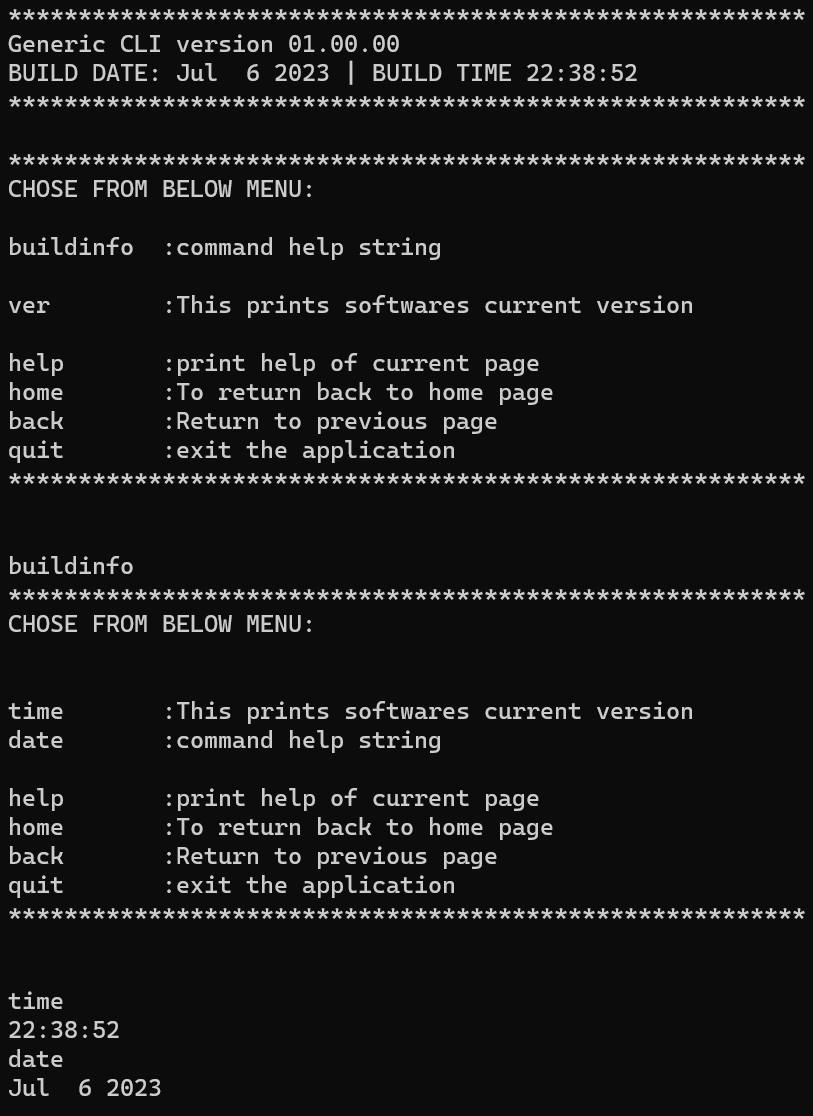 *********************************************************
Generic CLI version 01.00.00
BUILD DATE: Jul  6 2023 | BUILD TIME 22:38:52
*********************************************************
*********************************************************
CHOSE FROM BELOW MENU:
buildinfo  :command help string
ver        :This prints softwares current version
help       :print help of current page
home       :To return back to home page
back       :Return to previous page
quit       :exit the application
*********************************************************
buildinfo
*********************************************************
CHOSE FROM BELOW MENU:
time       :This prints softwares current version
date       :command help string
help       :print help of current page
home       :To return back to home page
back       :Return to previous page
quit       :exit the application
*********************************************************
time
22:38:52
date
Jul  6 2023